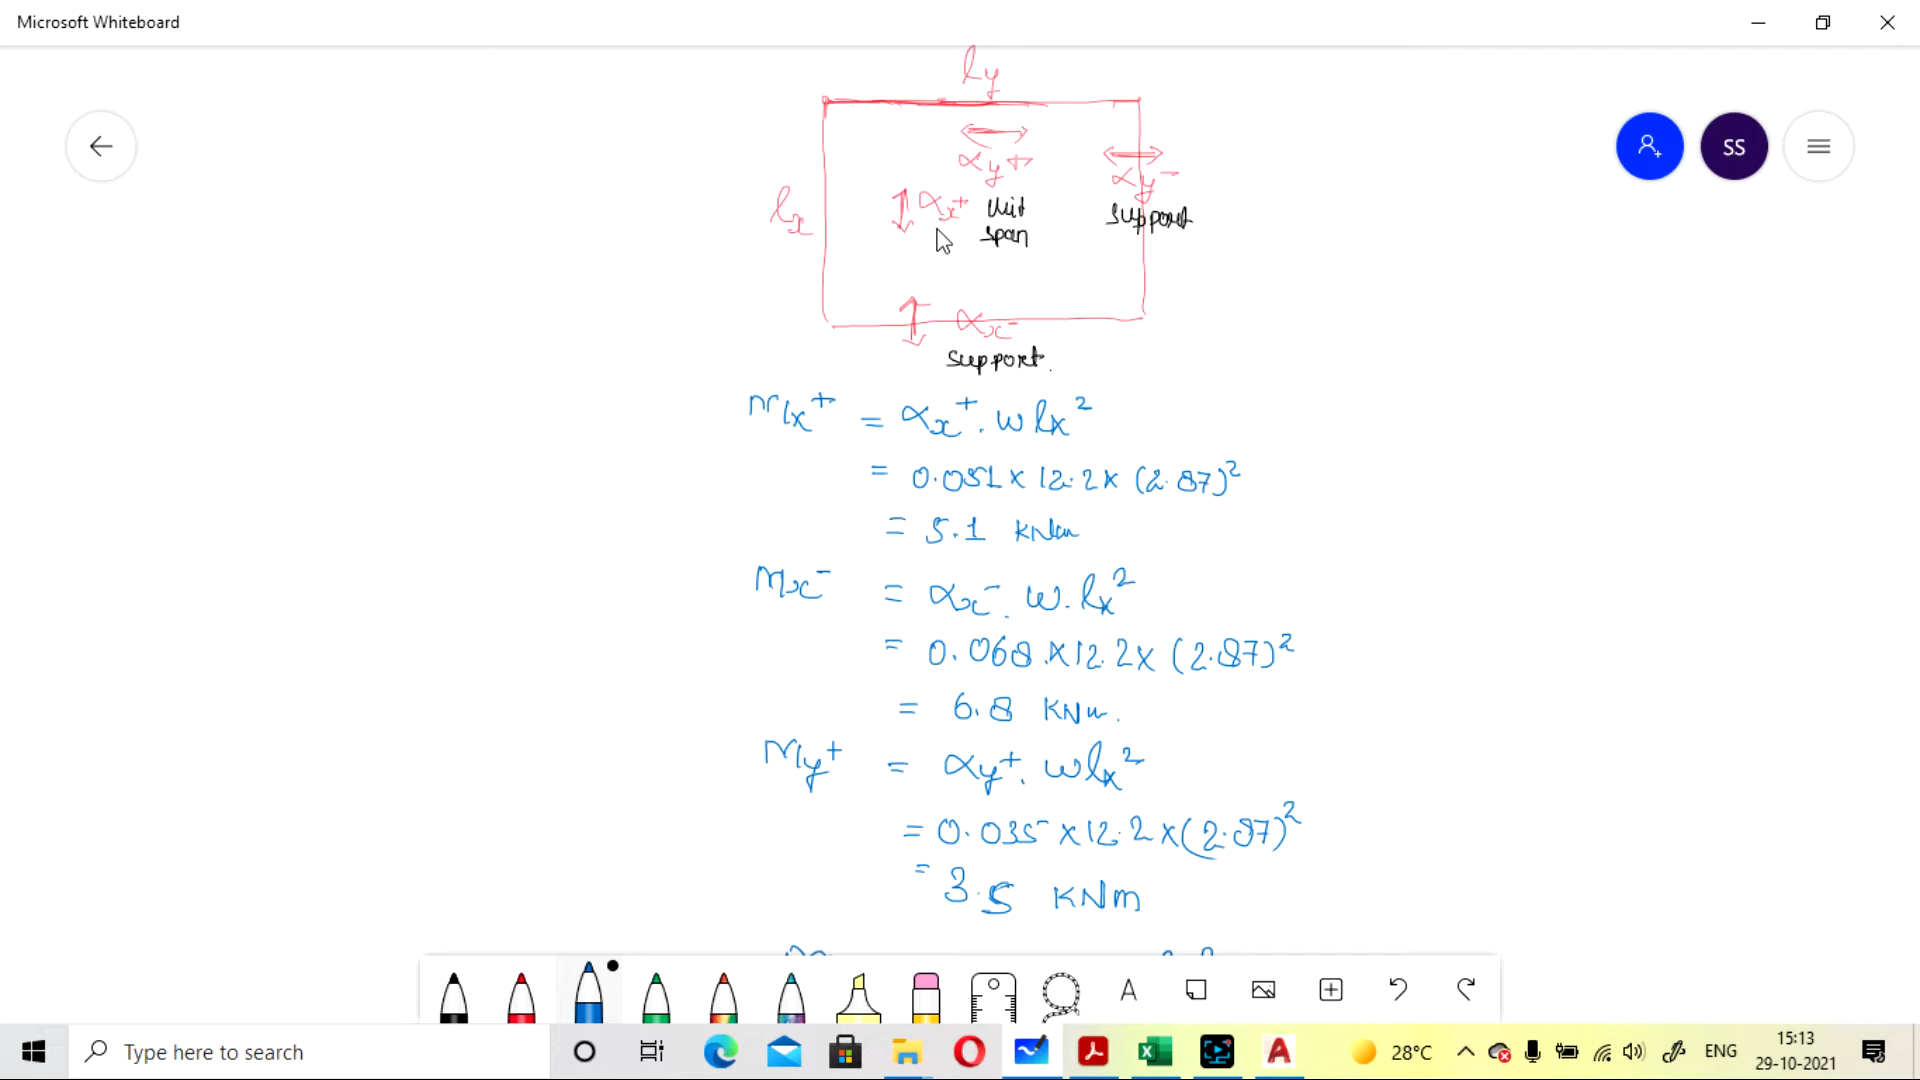 Microsoft Whiteboard
ly
αy+
αy-
SS
lx
αx+ Mid
span
support
αx-
support.
Mx+ = αx+. w lx²
= 0.051 x 12.2 x (2.87)²
= 5.1 KNm
Mx- = αx-. w. lx²
= 0.068 x 12.2 x (2.87)²
= 6.8 KNm.
My+ = αy+. w lx²
= 0.035 x 12.2 x (2.87)²
= 3.5 KNm
Type here to search
28°C
ENG
15:13
29-10-2021